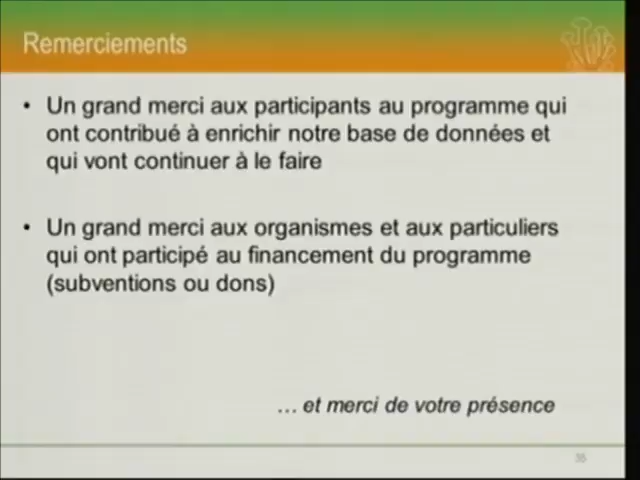 Remerciements
• Un grand merci aux participants au programme qui
ont contribué à enrichir notre base de données et
qui vont continuer à le faire
• Un grand merci aux organismes et aux particuliers
qui ont participé au financement du programme
(subventions ou dons)
… et merci de votre présence